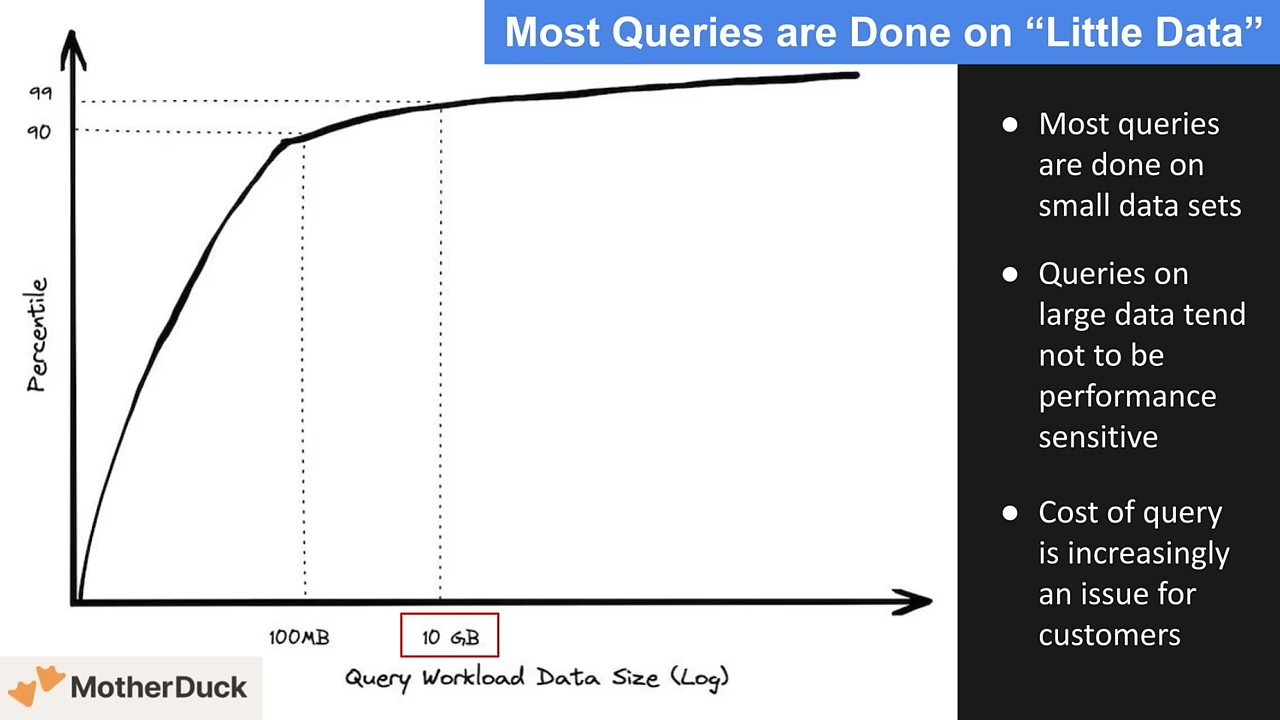 Most Queries are Done on “Little Data”
99
90
Percentile
100MB
10 GB
Query Workload Data Size (Log)
MotherDuck
● Most queries
are done on
small data sets
● Queries on
large data tend
not to be
performance
sensitive
● Cost of query
is increasingly
an issue for
customers